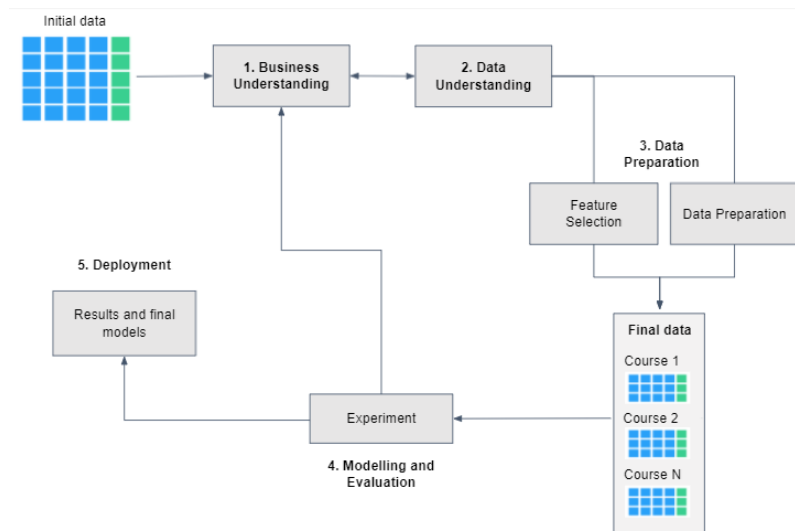 Initial data
1. Business
Understanding
2. Data
Understanding
3. Data
Preparation
Feature
Selection
Data Preparation
5. Deployment
Results and final
models
Final data
Course 1
Course 2
Course N
Experiment
4. Modelling and
Evaluation